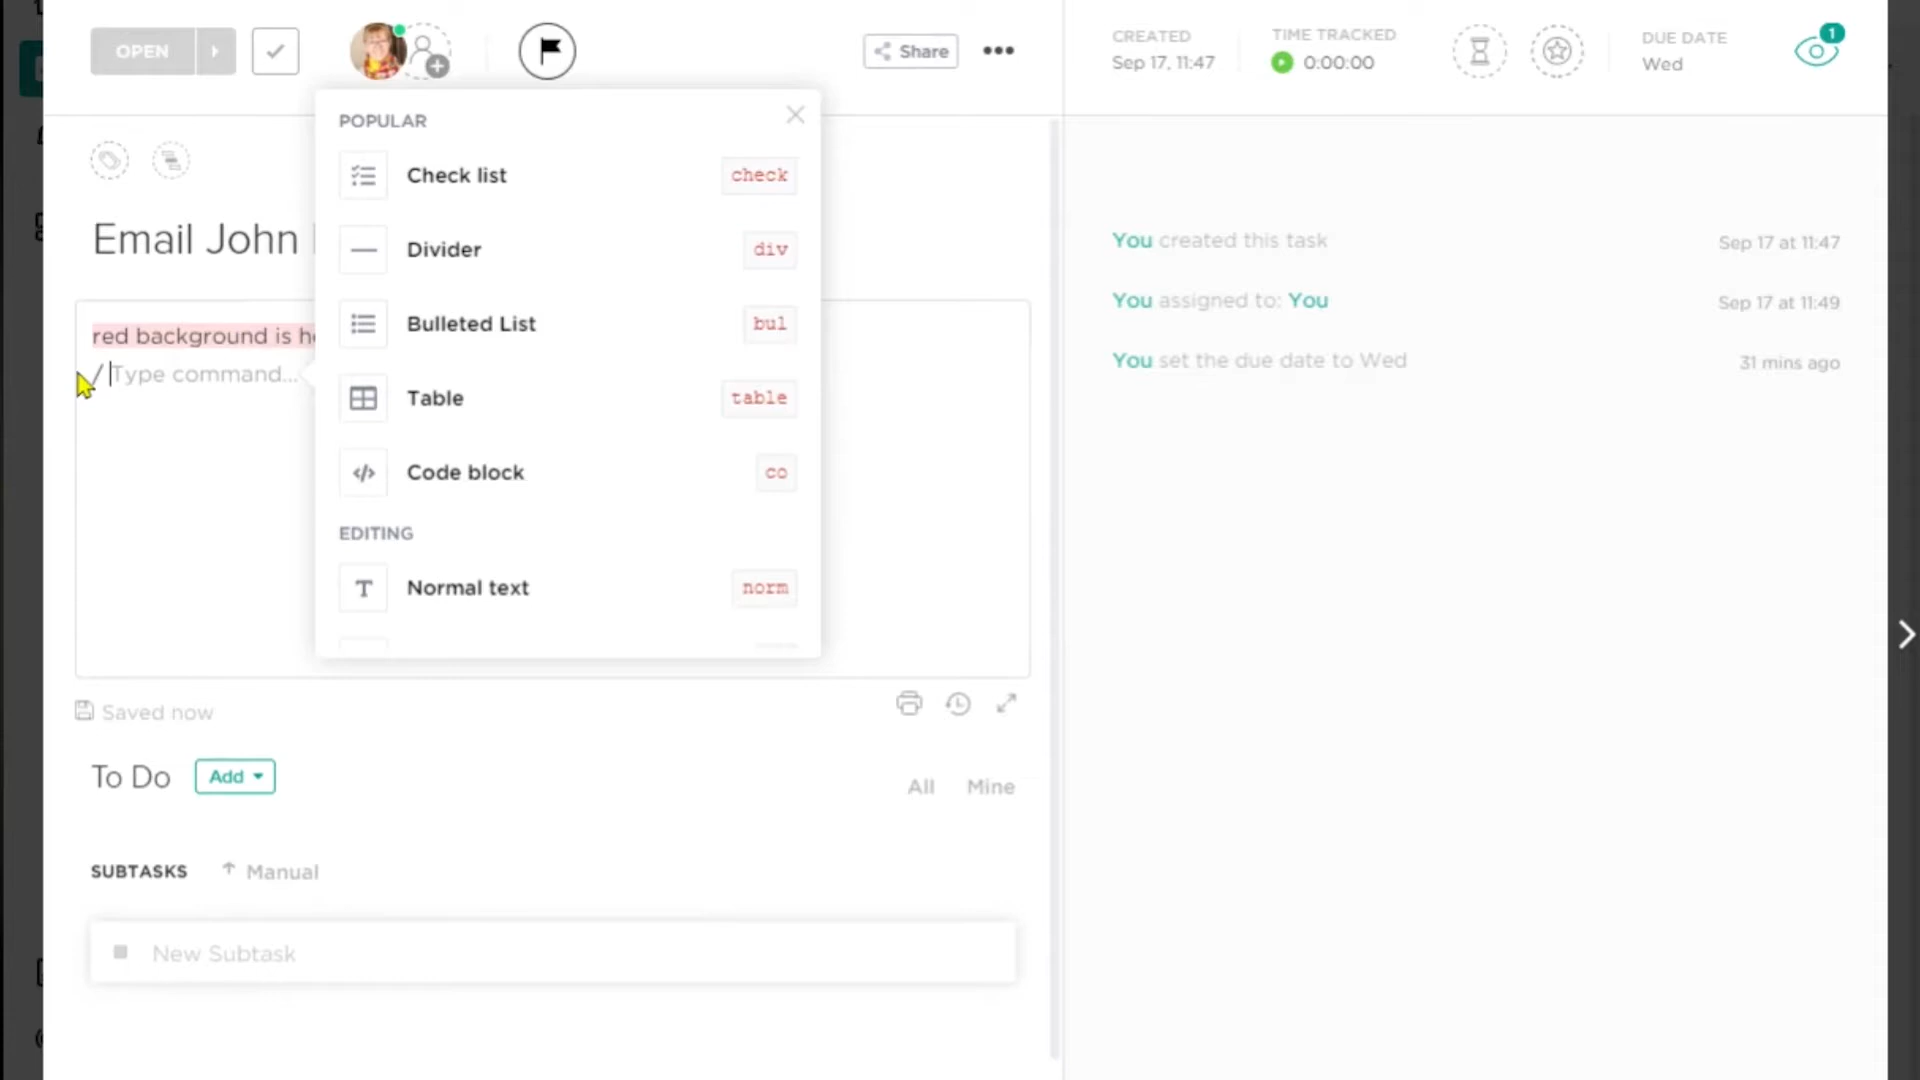 OPEN
Share
CREATED
Sep 17, 11:47
TIME TRACKED
0:00:00
DUE DATE
Wed
1
POPULAR
Check list check
Divider div
Bulleted List bul
Table table
Code block co
EDITING
Normal text norm
Email John
red background is
/ Type command...
Saved now
To Do Add
All Mine
SUBTASKS Manual
New Subtask
You created this task Sep 17 at 11:47
You assigned to: You Sep 17 at 11:49
You set the due date to Wed 31 mins ago